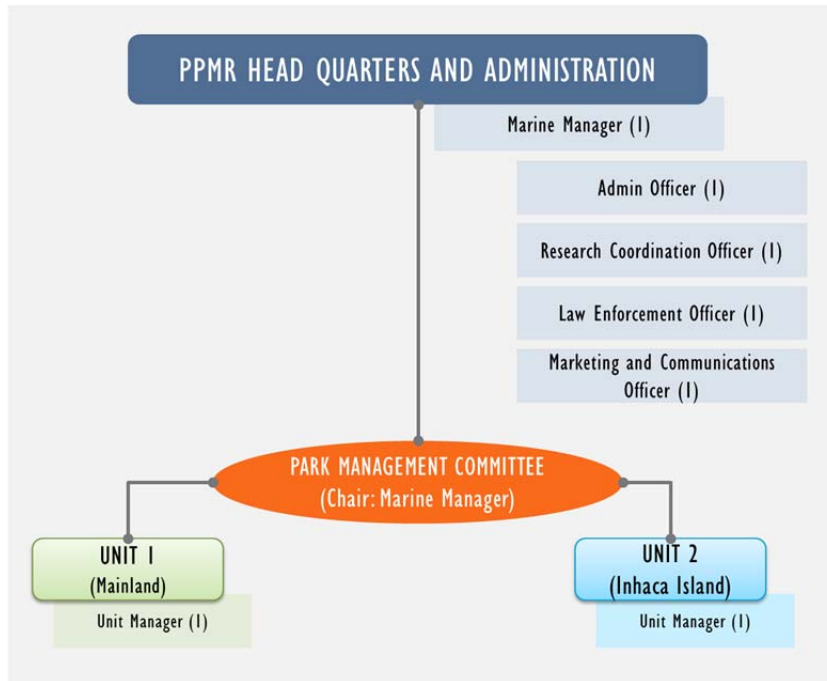 PPMR HEAD QUARTERS AND ADMINISTRATION
Marine Manager (1)
Admin Officer (1)
Research Coordination Officer (1)
Law Enforcement Officer (1)
Marketing and Communications
Officer (1)
PARK MANAGEMENT COMMITTEE
(Chair: Marine Manager)
UNIT 1
(Mainland)
Unit Manager (1)
UNIT 2
(Inhaca Island)
Unit Manager (1)